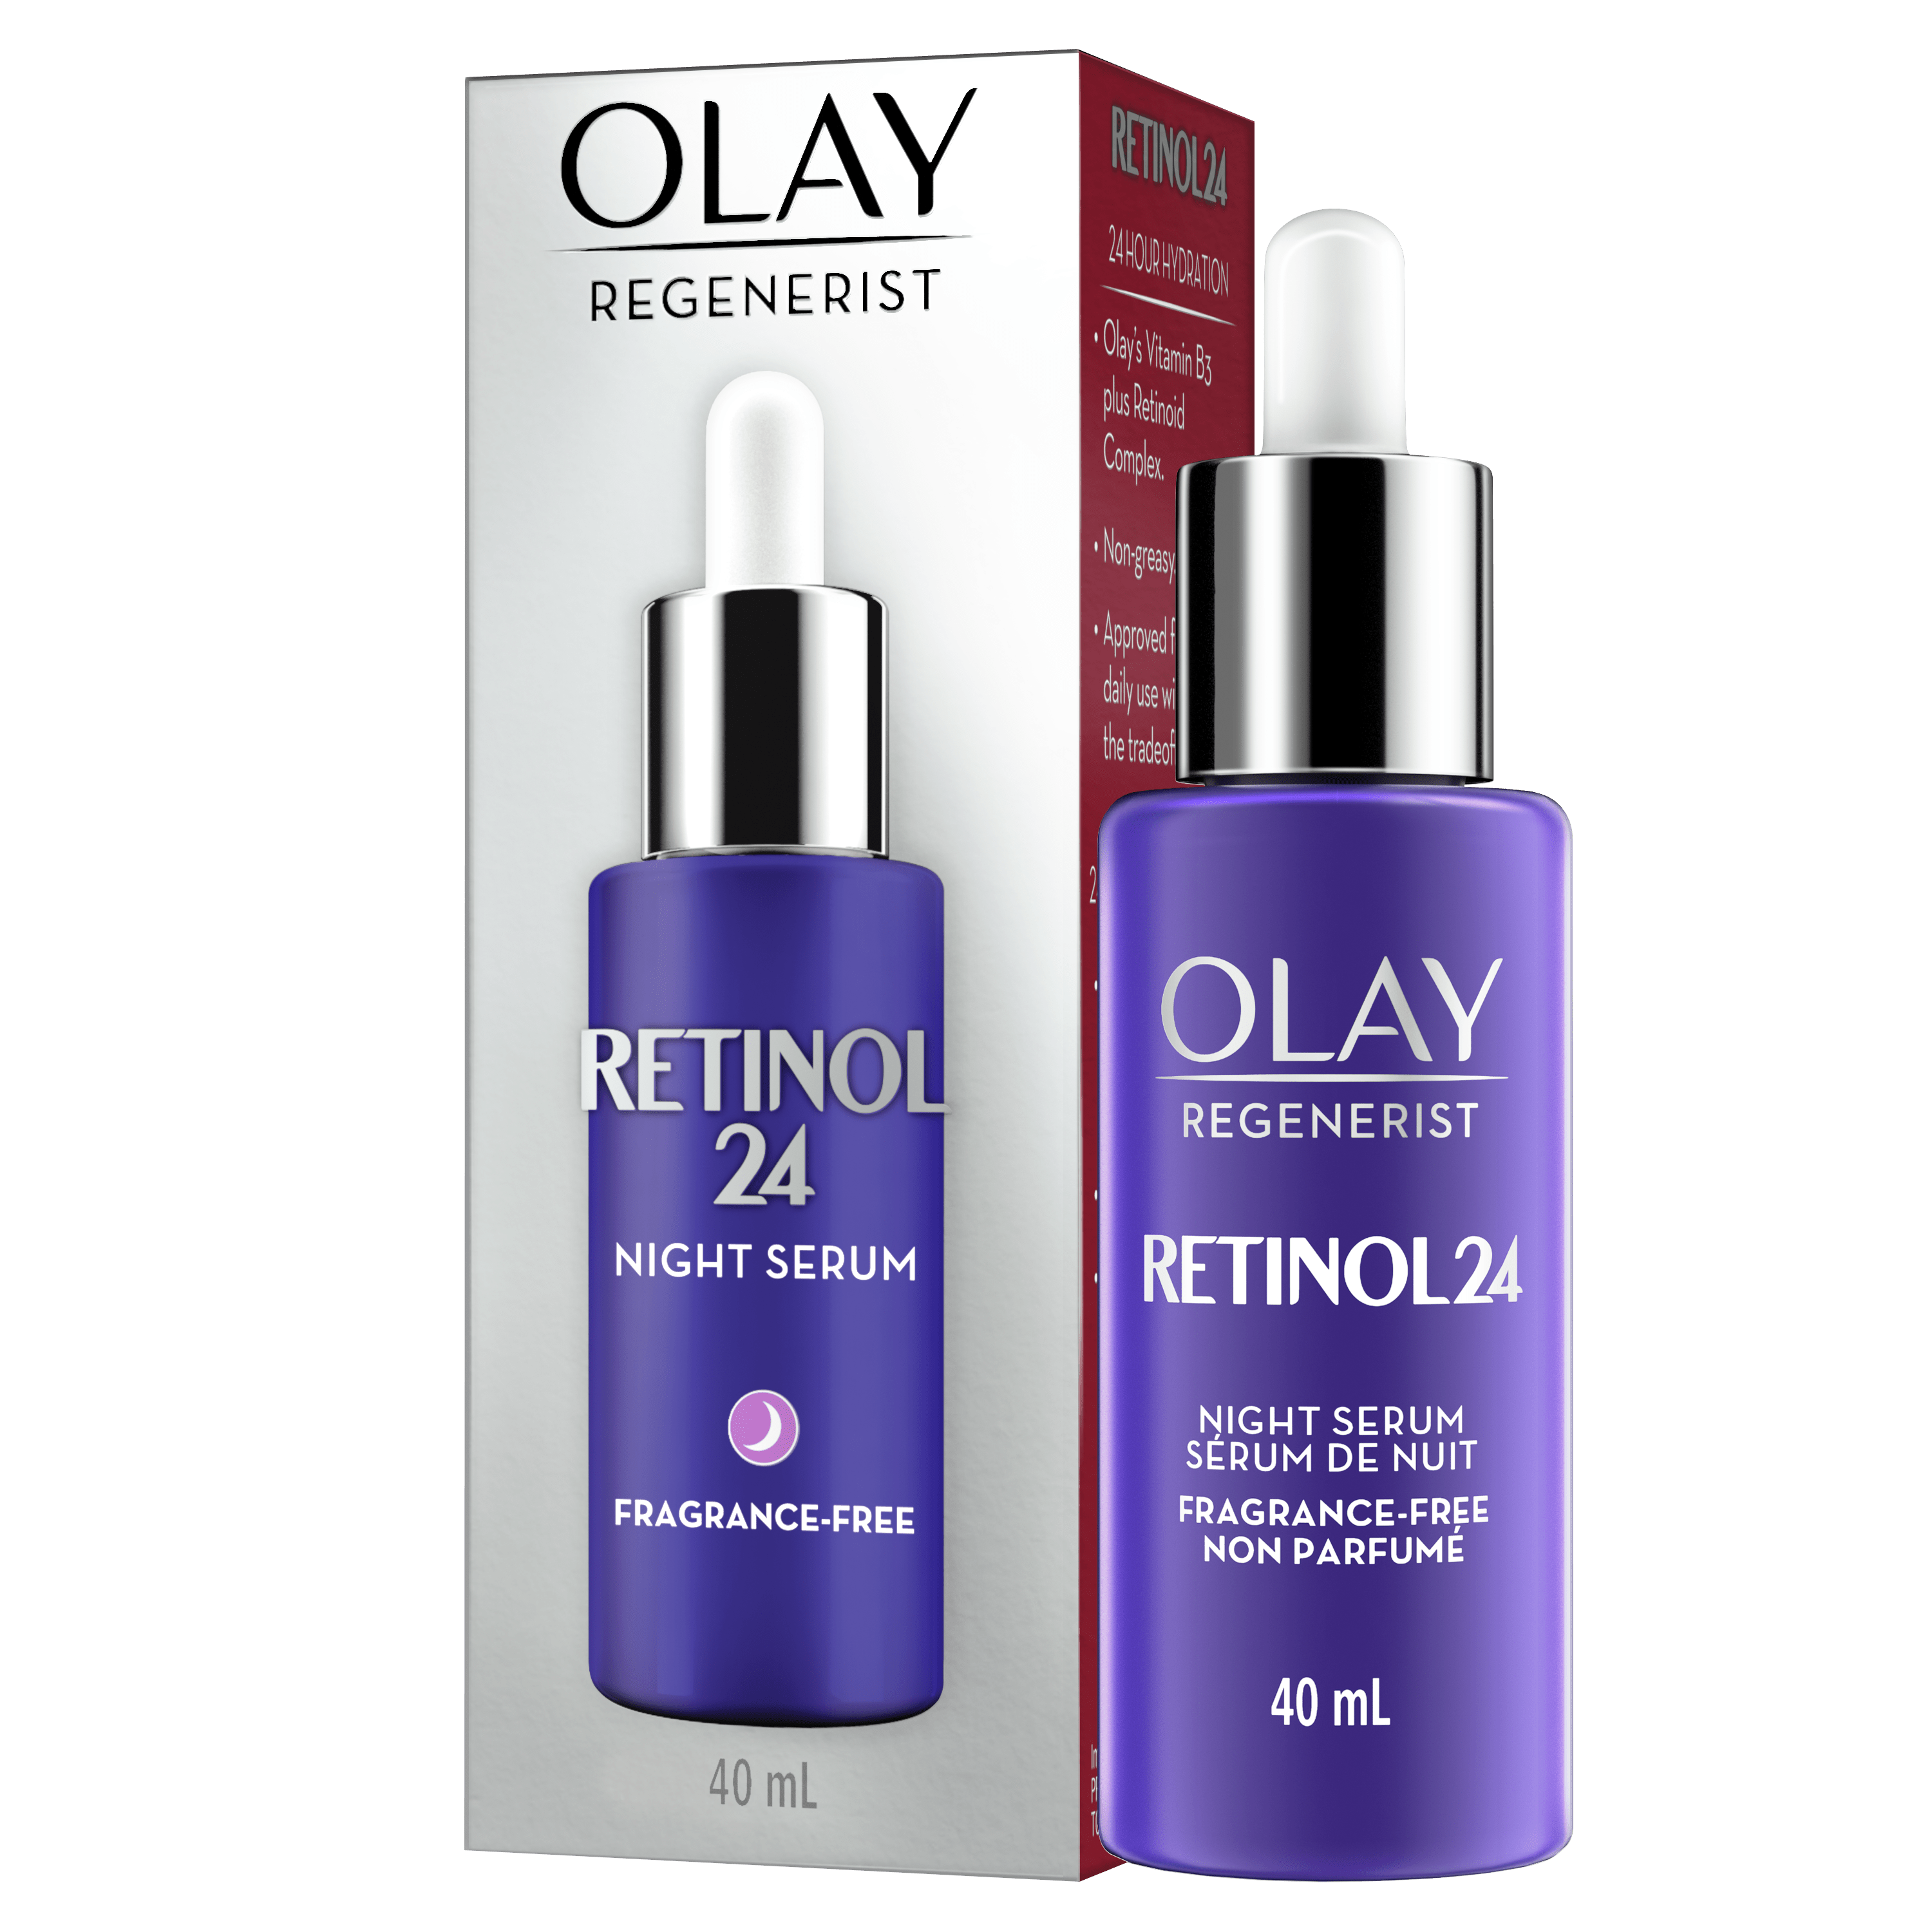 OLAY
REGENERIST
RETINOL
24
NIGHT SERUM
FRAGRANCE-FREE
40 mL
RETINOL24
24 HOUR HYDRATION
• Olay's Vitamin B3
plus Retinoid
Complex.
• Non-greasy.
• Approved
daily use
the
OLAY
REGENERIST
RETINOL24
NIGHT SERUM
SÉRUM DE NUIT
FRAGRANCE-FREE
NON PARFUMÉ
40 mL